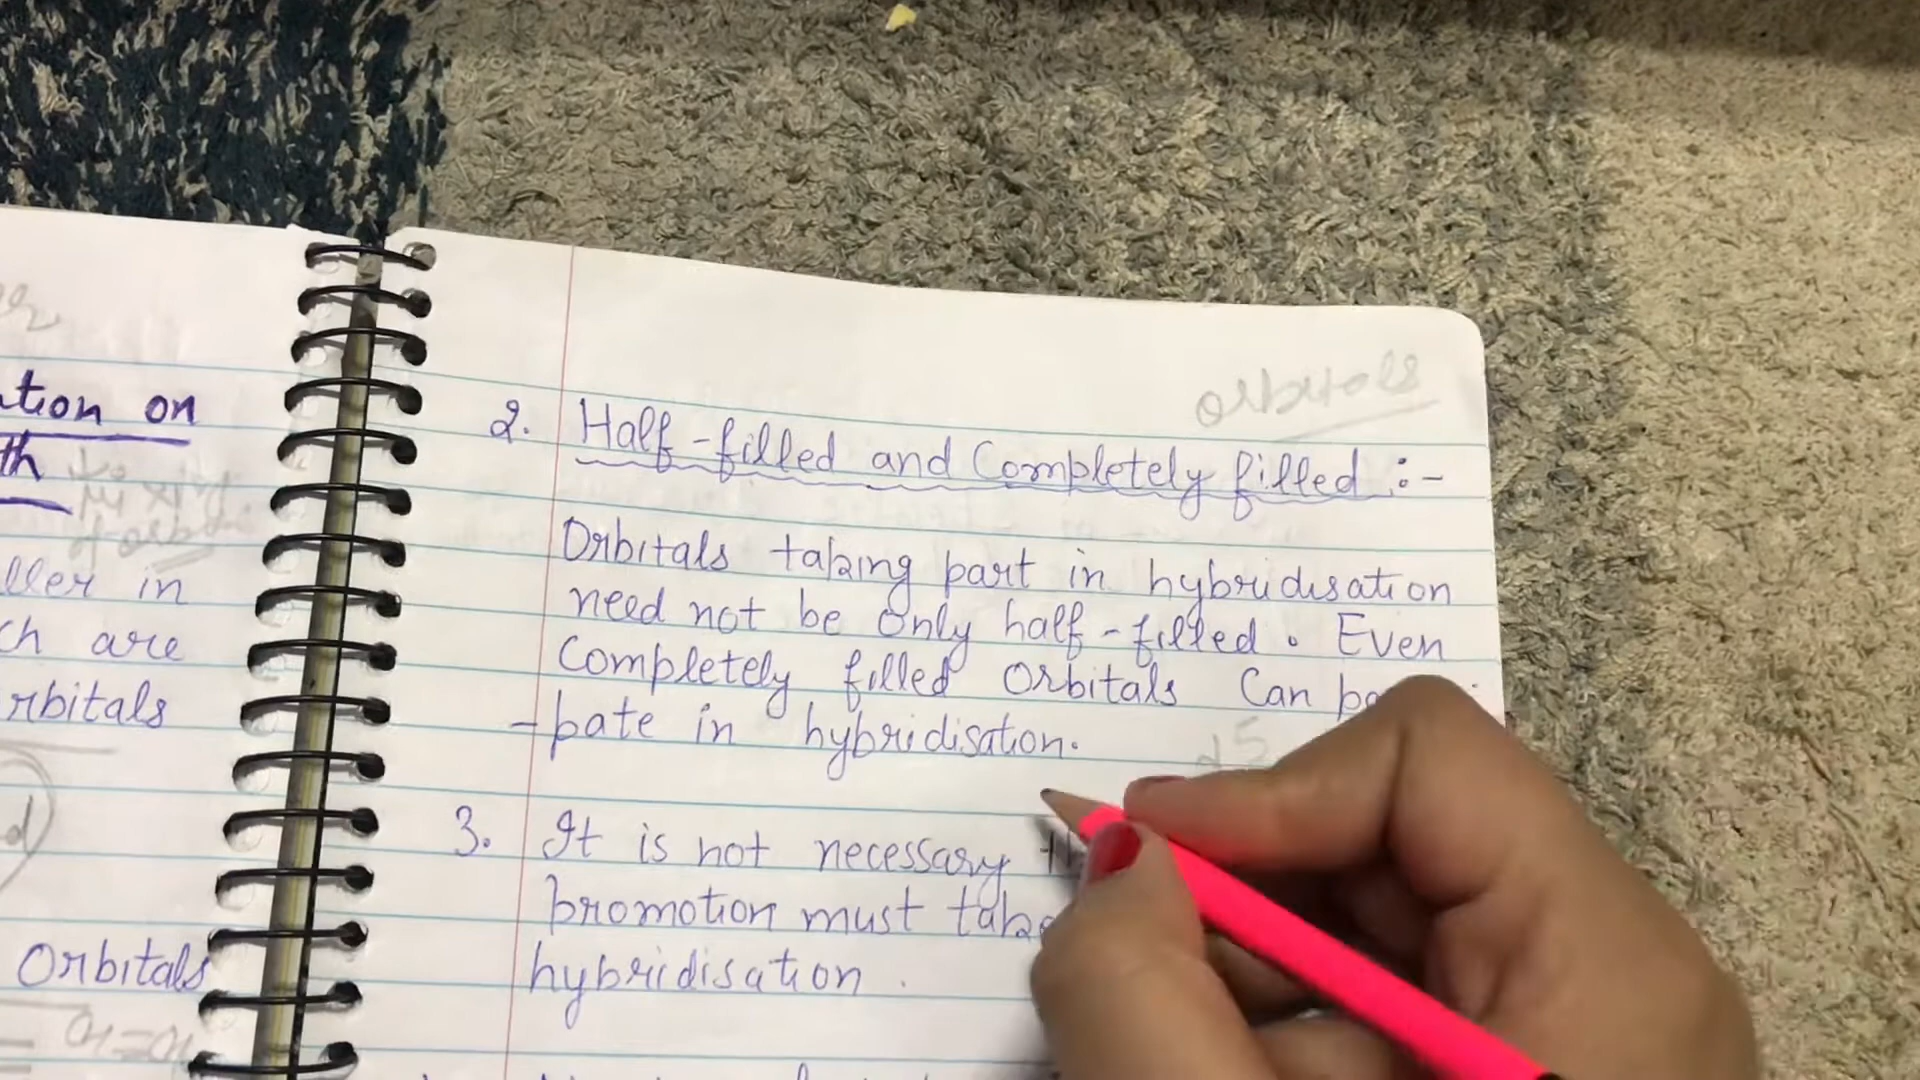 ation on
th
ller in
ch are
rbitals
Orbitals
orbitals
2. Half-filled and Completely filled :-
Orbitals taking part in hybridisation
need not be only half-filled. Even
Completely filled Orbitals Can
-pate in hybridisation.
3. It is not necessary
promotion must take
hybridisation.